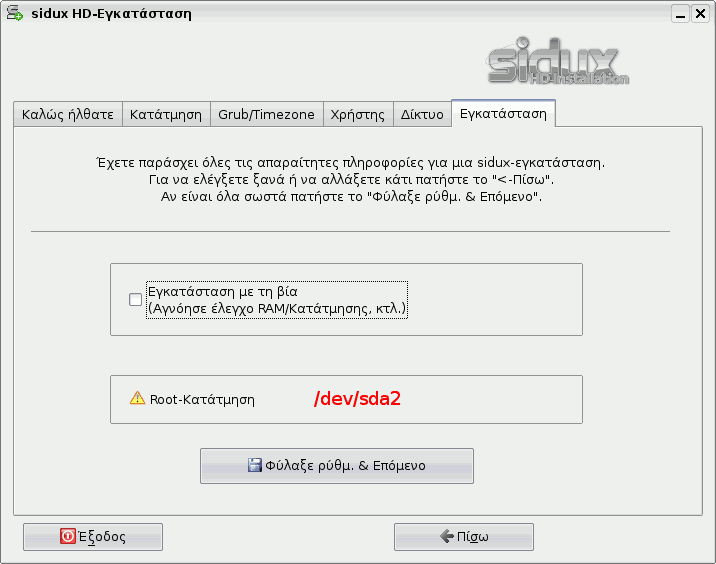 sidux HD-Εγκατάσταση
sidux
HD-Installation
Καλώς ήλθατε
Κατάτμηση
Grub/Timezone
Χρήστης
Δίκτυο
Εγκατάσταση
Έχετε παράσχει όλες τις απαραίτητες πληροφορίες για μια sidux-εγκατάσταση.
Για να ελέγξετε ξανά ή να αλλάξετε κάτι πατήστε το "<-Πίσω".
Αν είναι όλα σωστά πατήστε το "Φύλαξε ρύθμ. & Επόμενο".
Εγκατάσταση με τη βία
(Αγνόησε έλεγχο RAM/Κατάτμησης, κτλ.)
Root-Κατάτμηση /dev/sda2
Φύλαξε ρύθμ. & Επόμενο
Έξοδος
Πίσω